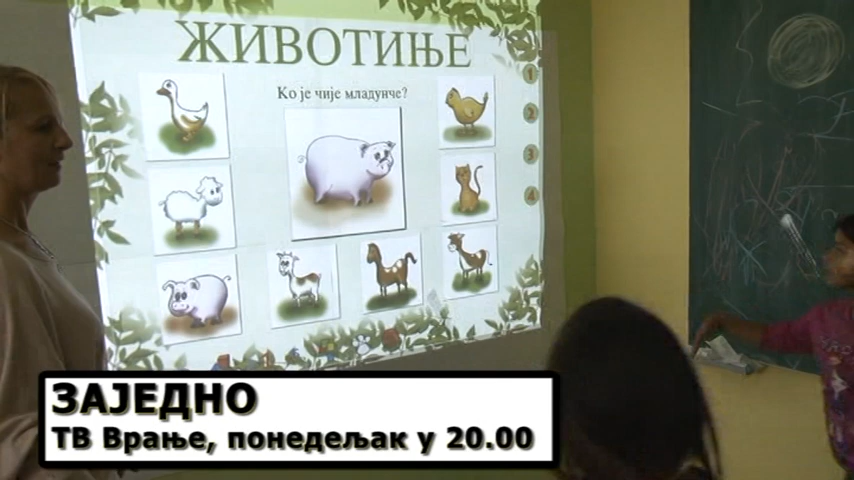 ЖИВОТИЊЕ
Ко је чије младунче?
1
2
3
4
ЗАЈЕДНО
ТВ Врање, понедељак у 20.00